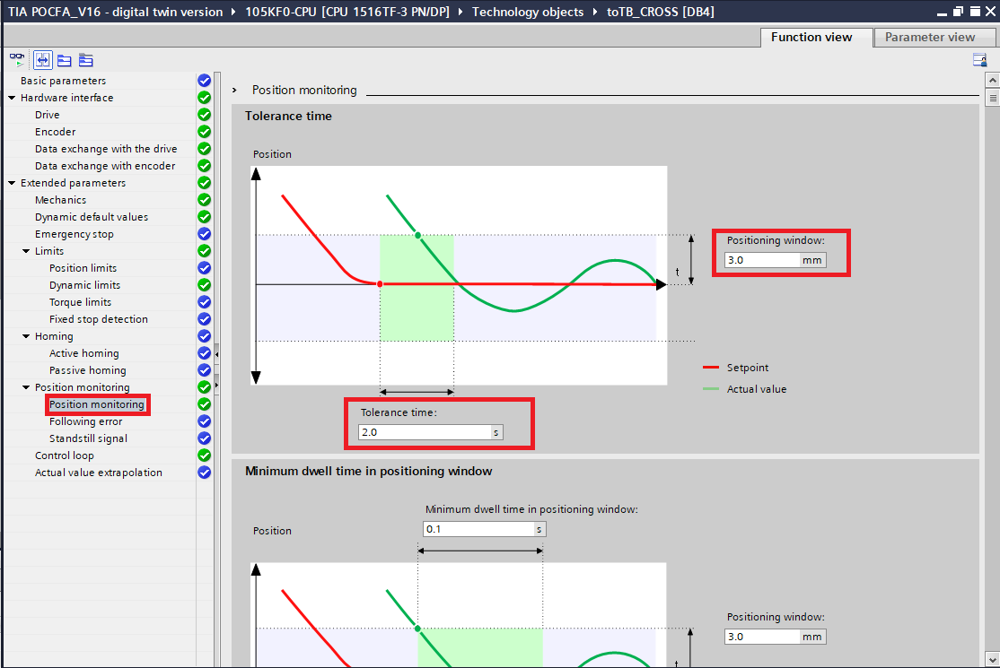 TIA POCFA_V16 - digital twin version ▸ 105KF0-CPU [CPU 1516TF-3 PN/DP] ▸ Technology objects ▸ toTB_CROSS [DB4]
Function view
Parameter view
Basic parameters
Hardware interface
Drive
Encoder
Data exchange with the drive
Data exchange with encoder
Extended parameters
Mechanics
Dynamic default values
Emergency stop
Limits
Position limits
Dynamic limits
Torque limits
Fixed stop detection
Homing
Active homing
Passive homing
Position monitoring
Position monitoring
Following error
Standstill signal
Control loop
Actual value extrapolation
Position monitoring
Tolerance time
Position
Positioning window:
3.0 mm
t
Setpoint
Actual value
Tolerance time:
2.0 s
Minimum dwell time in positioning window
Minimum dwell time in positioning window:
0.1 s
Position
Positioning window:
3.0 mm
t